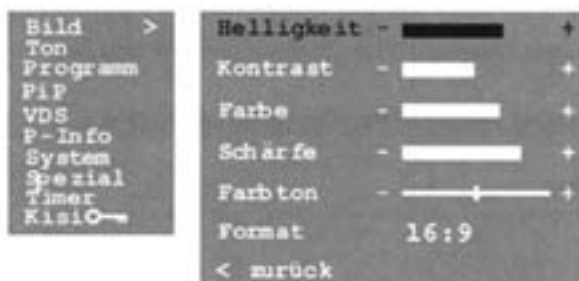 Bild >
Ton
Programm
PiP
VDS
P-Info
System
Spezial
Timer
Kisi
Helligkeit - +
Kontrast - +
Farbe - +
Schärfe - +
Farbton - +
Format 16:9
< zurück